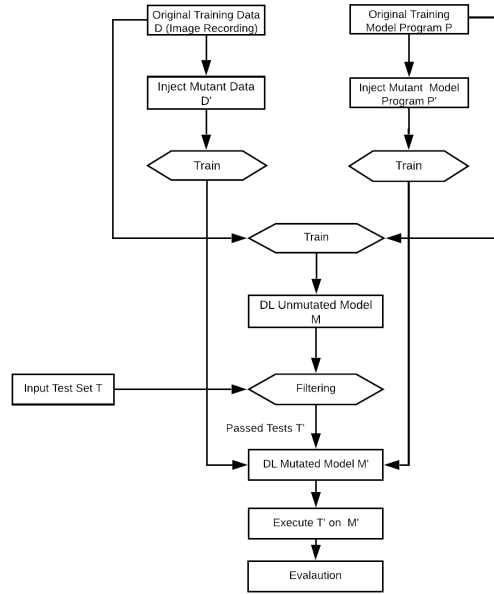 Original Training Data
D (Image Recording)
Original Training
Model Program P
Inject Mutant Data
D'
Inject Mutant Model
Program P'
Train
Train
Train
DL Unmutated Model
M
Input Test Set T
Filtering
Passed Tests T'
DL Mutated Model M'
Execute T' on M'
Evalaution